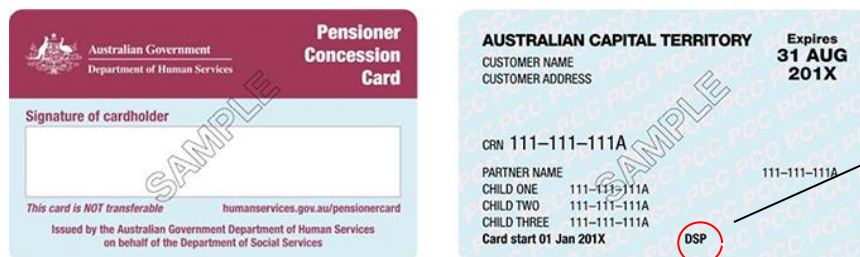 Australian Government
Department of Human Services
Pensioner
Concession
Card
Signature of cardholder
SAMPLE
This card is NOT transferable humanservices.gov.au/pensionercard
Issued by the Australian Government Department of Human Services
on behalf of the Department of Social Services
AUSTRALIAN CAPITAL TERRITORY
Expires
31 AUG
201X
CUSTOMER NAME
CUSTOMER ADDRESS
SAMPLE
CRN 111–111–111A
PARTNER NAME 111–111–111A
CHILD ONE 111–111–111A
CHILD TWO 111–111–111A
CHILD THREE 111–111–111A
Card start 01 Jan 201X DSP